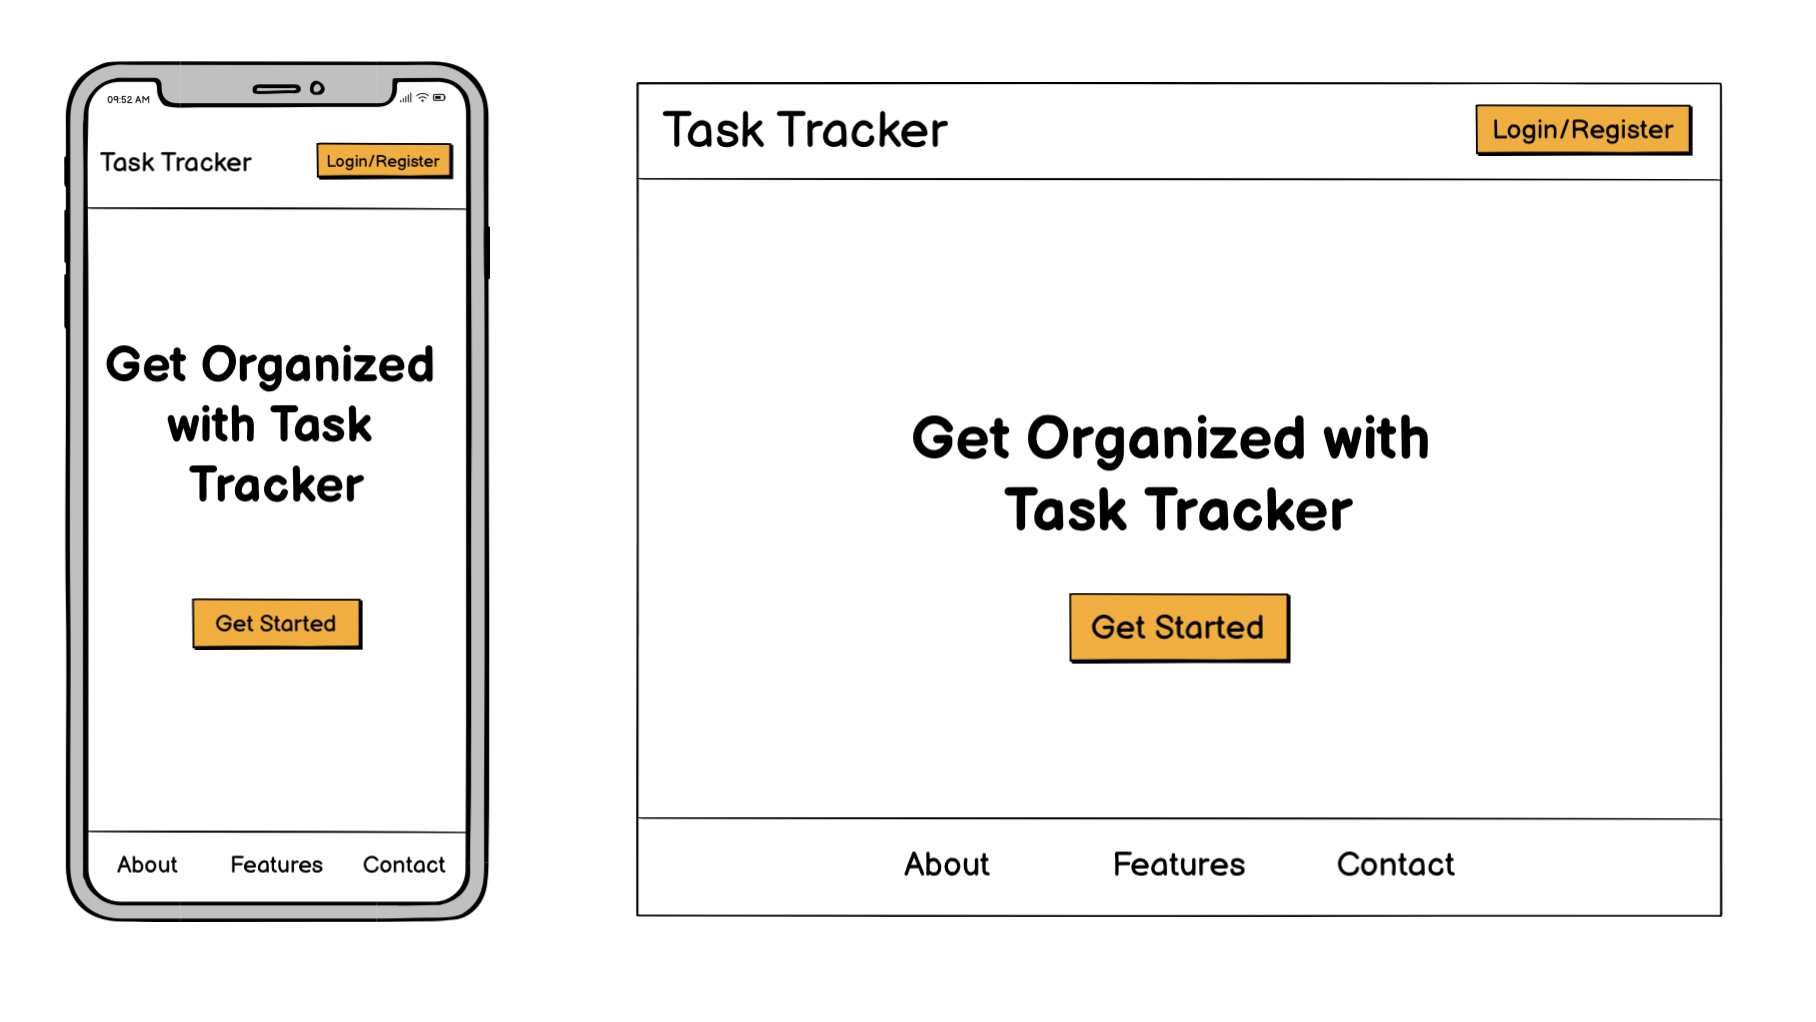 09:52 AM
Task Tracker
Login/Register
Get Organized
with Task
Tracker
Get Started
About Features Contact
Task Tracker
Login/Register
Get Organized with
Task Tracker
Get Started
About Features Contact